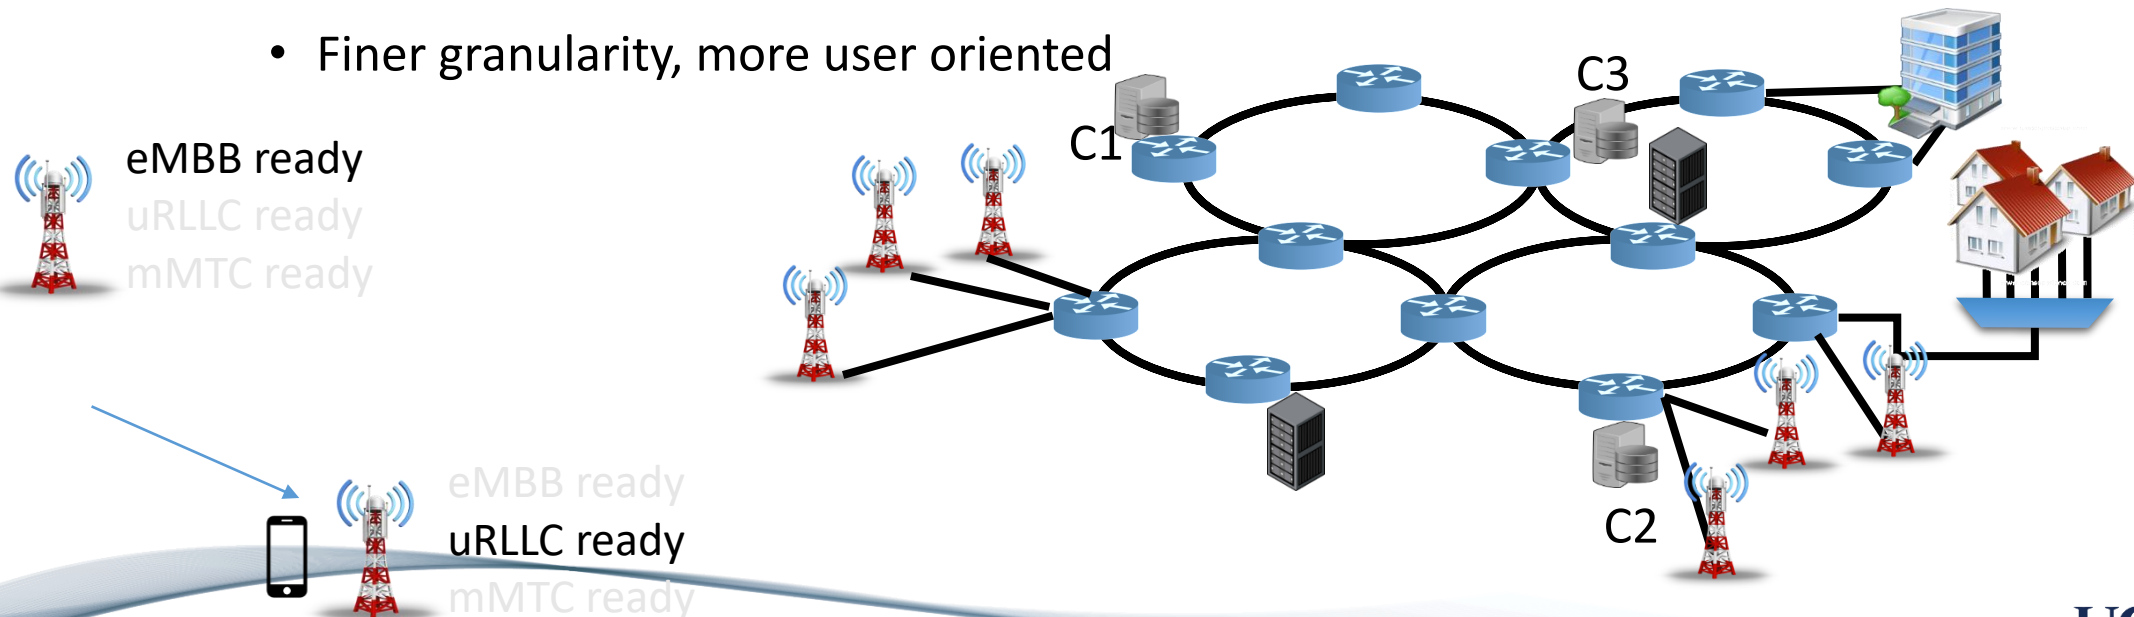 • Finer granularity, more user oriented
eMBB ready
uRLLC ready
mMTC ready
C1
C3
C2
eMBB ready
uRLLC ready
mMTC ready